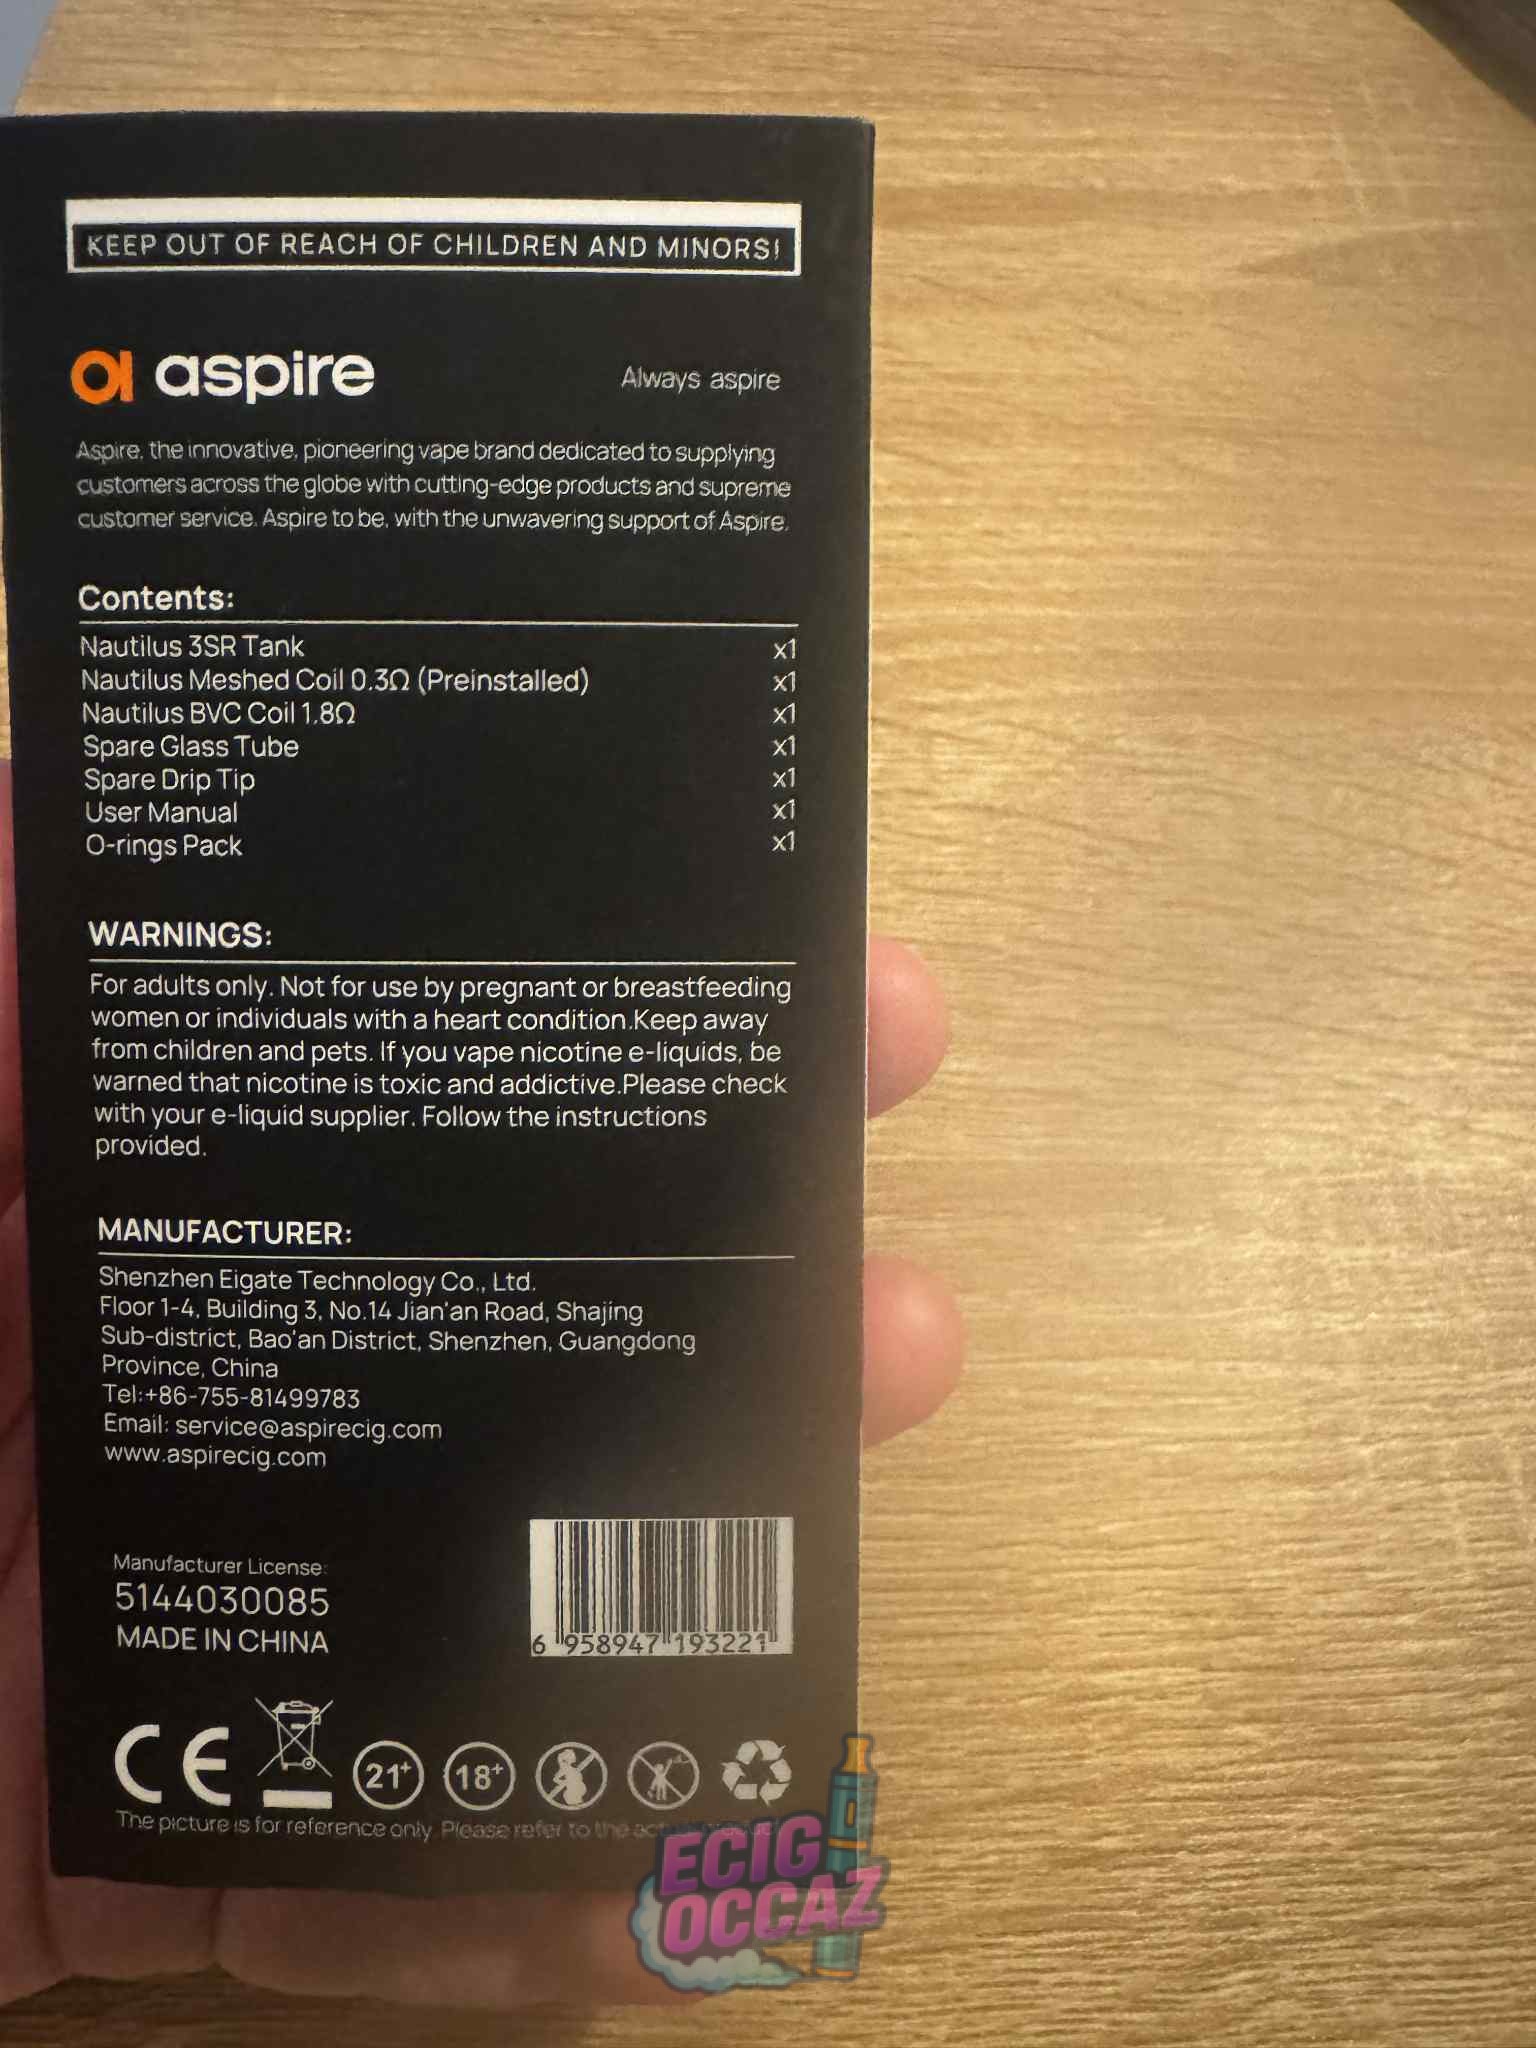 KEEP OUT OF REACH OF CHILDREN AND MINORS!
aspire Always aspire
Aspire, the innovative, pioneering vape brand dedicated to supplying
customers across the globe with cutting-edge products and supreme
customer service. Aspire to be, with the unwavering support of Aspire.
Contents:
Nautilus 3SR Tank x1
Nautilus Meshed Coil 0.3Ω (Preinstalled) x1
Nautilus BVC Coil 1.8Ω x1
Spare Glass Tube x1
Spare Drip Tip x1
User Manual x1
O-rings Pack x1
WARNINGS:
For adults only. Not for use by pregnant or breastfeeding
women or individuals with a heart condition.Keep away
from children and pets. If you vape nicotine e-liquids, be
warned that nicotine is toxic and addictive.Please check
with your e-liquid supplier. Follow the instructions
provided.
MANUFACTURER:
Shenzhen Eigate Technology Co., Ltd.
Floor 1-4, Building 3, No.14 Jian'an Road, Shajing
Sub-district, Bao'an District, Shenzhen, Guangdong
Province, China
Tel:+86-755-81499783
Email: service@aspirecig.com
www.aspirecig.com
Manufacturer License:
5144030085
MADE IN CHINA
6 958947 193221
CE 21+ 18+
The picture is for reference only. Please refer to the
ECIG
OCCAZ